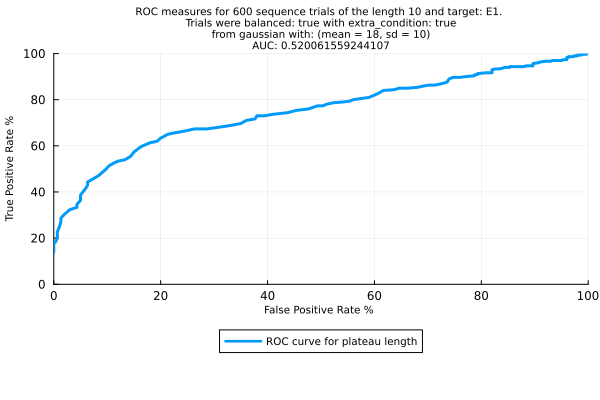 ROC measures for 600 sequence trials of the length 10 and target: E1.
Trials were balanced: true with extra_condition: true
from gaussian with: (mean = 18, sd = 10)
AUC: 0.520061559244107
100
80
60
40
20
0
True Positive Rate %
0 20 40 60 80 100
False Positive Rate %
ROC curve for plateau length